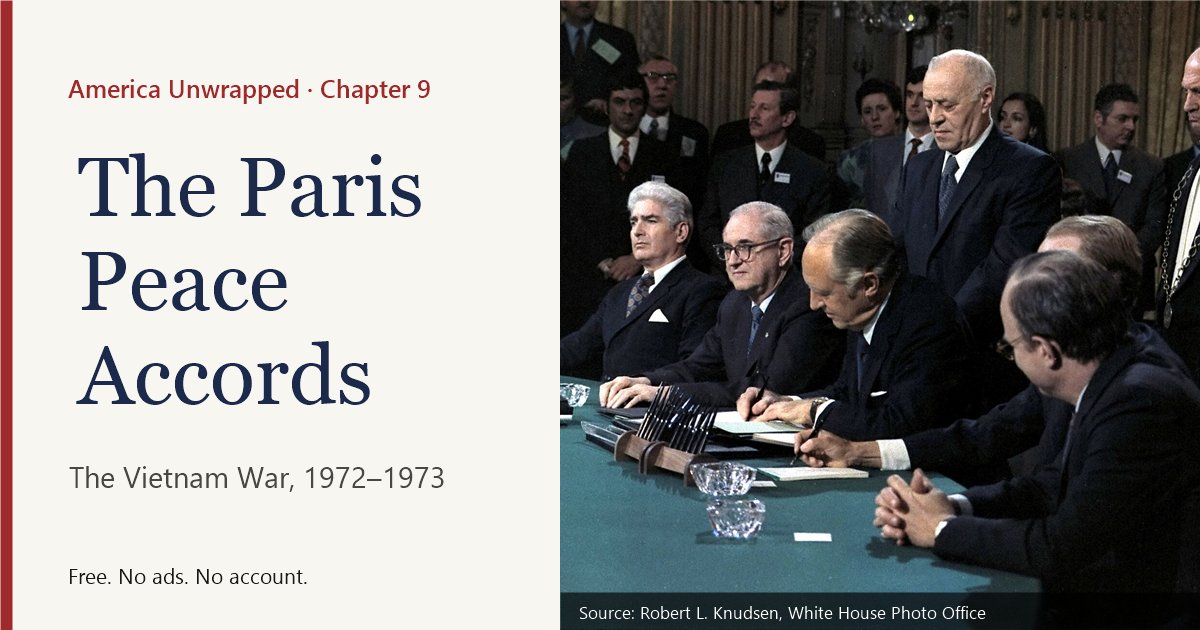 America Unwrapped · Chapter 9
The Paris
Peace
Accords
The Vietnam War, 1972–1973
Free. No ads. No account.
Source: Robert L. Knudsen, White House Photo Office